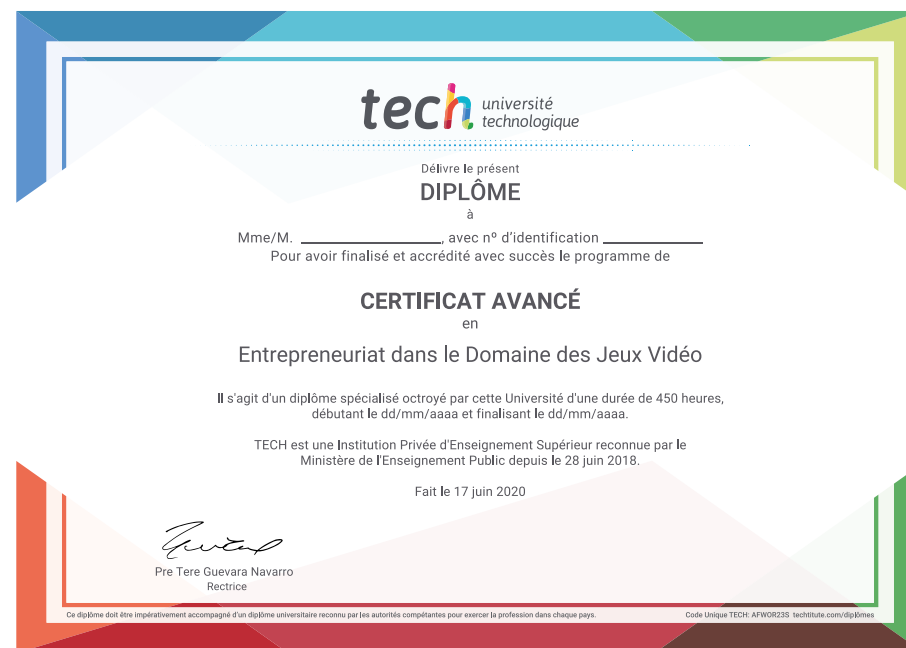 tech université
technologique
Délivre le présent
DIPLÔME
à
Mme/M. ____________________, avec nº d'identification ______________
Pour avoir finalisé et accrédité avec succès le programme de
CERTIFICAT AVANCÉ
en
Entrepreneuriat dans le Domaine des Jeux Vidéo
Il s'agit d'un diplôme spécialisé octroyé par cette Université d'une durée de 450 heures,
débutant le dd/mm/aaaa et finalisant le dd/mm/aaaa.
TECH est une Institution Privée d'Enseignement Supérieur reconnue par le
Ministère de l'Enseignement Public depuis le 28 juin 2018.
Fait le 17 juin 2020
Pre Tere Guevara Navarro
Rectrice
Ce diplôme doit être impérativement accompagné d'un diplôme universitaire reconnu par les autorités compétantes pour exercer la profession dans chaque pays.
Code Unique TECH: AFWOR23S techtitute.com/diplômes